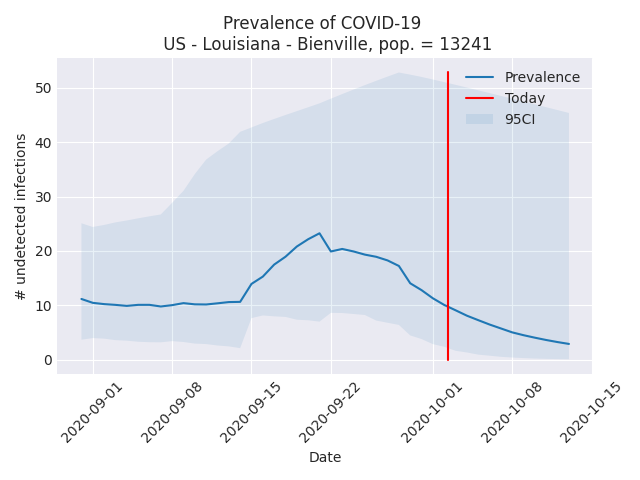 Prevalence of COVID-19
US - Louisiana - Bienville, pop. = 13241
Prevalence
Today
95CI
# undetected infections
50
40
30
20
10
0
2020-09-01
2020-09-08
2020-09-15
2020-09-22
2020-10-01
2020-10-08
2020-10-15
Date